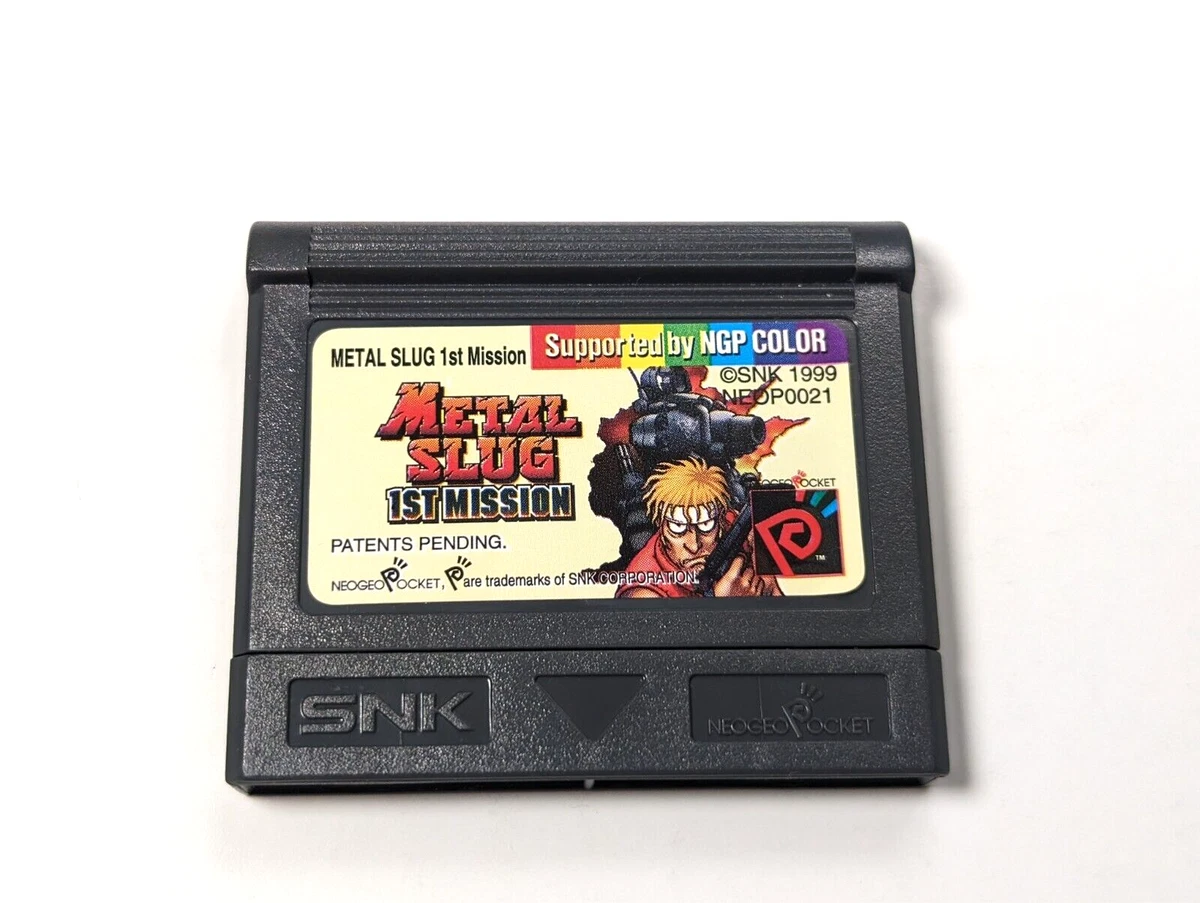 METAL SLUG 1st Mission
Supported by NGP COLOR
©SNK 1999
NEOP0021
METAL
SLUG
1ST MISSION
NEOGEO POCKET
TM
PATENTS PENDING.
NEOGEO POCKET, P are trademarks of SNK CORPORATION.
SNK
NEOGEO POCKET